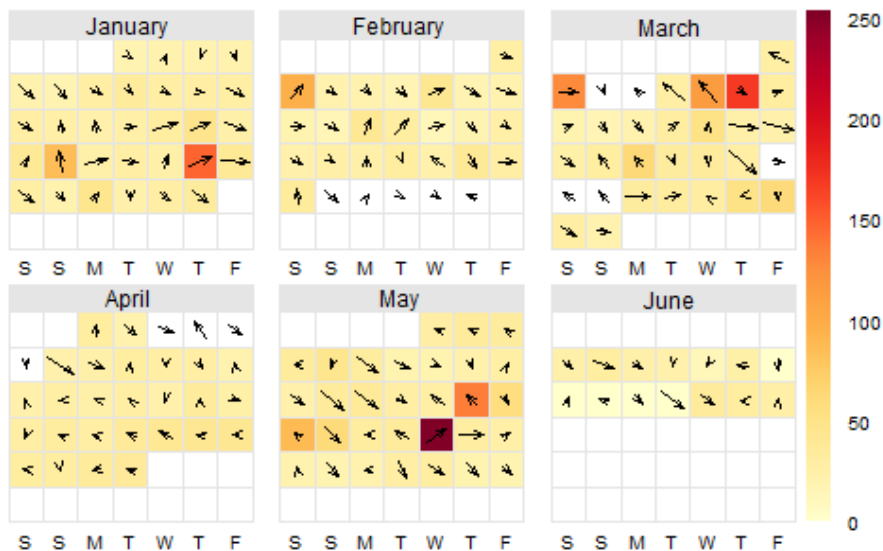 January
February
March
S S M T W T F
S S M T W T F
S S M T W T F
April
May
June
S S M T W T F
S S M T W T F
S S M T W T F
250
200
150
100
50
0